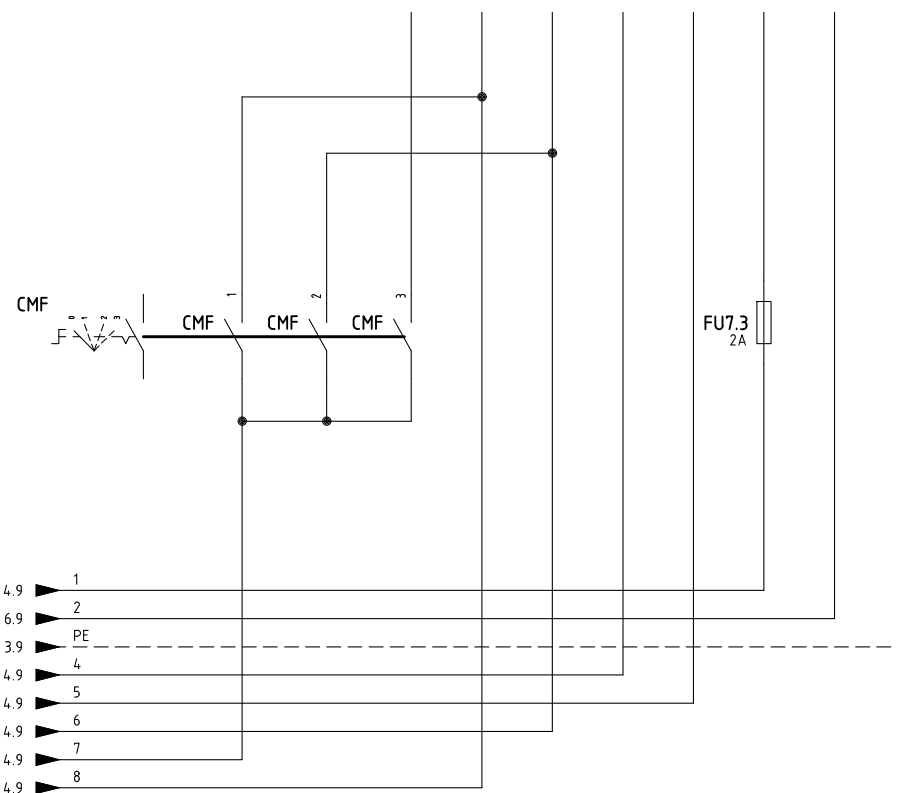 CMF
0 1 2 3
CMF 1
CMF 2
CMF 3
FU7.3
2A
4.9 1
6.9 2
3.9 PE
4.9 4
4.9 5
4.9 6
4.9 7
4.9 8